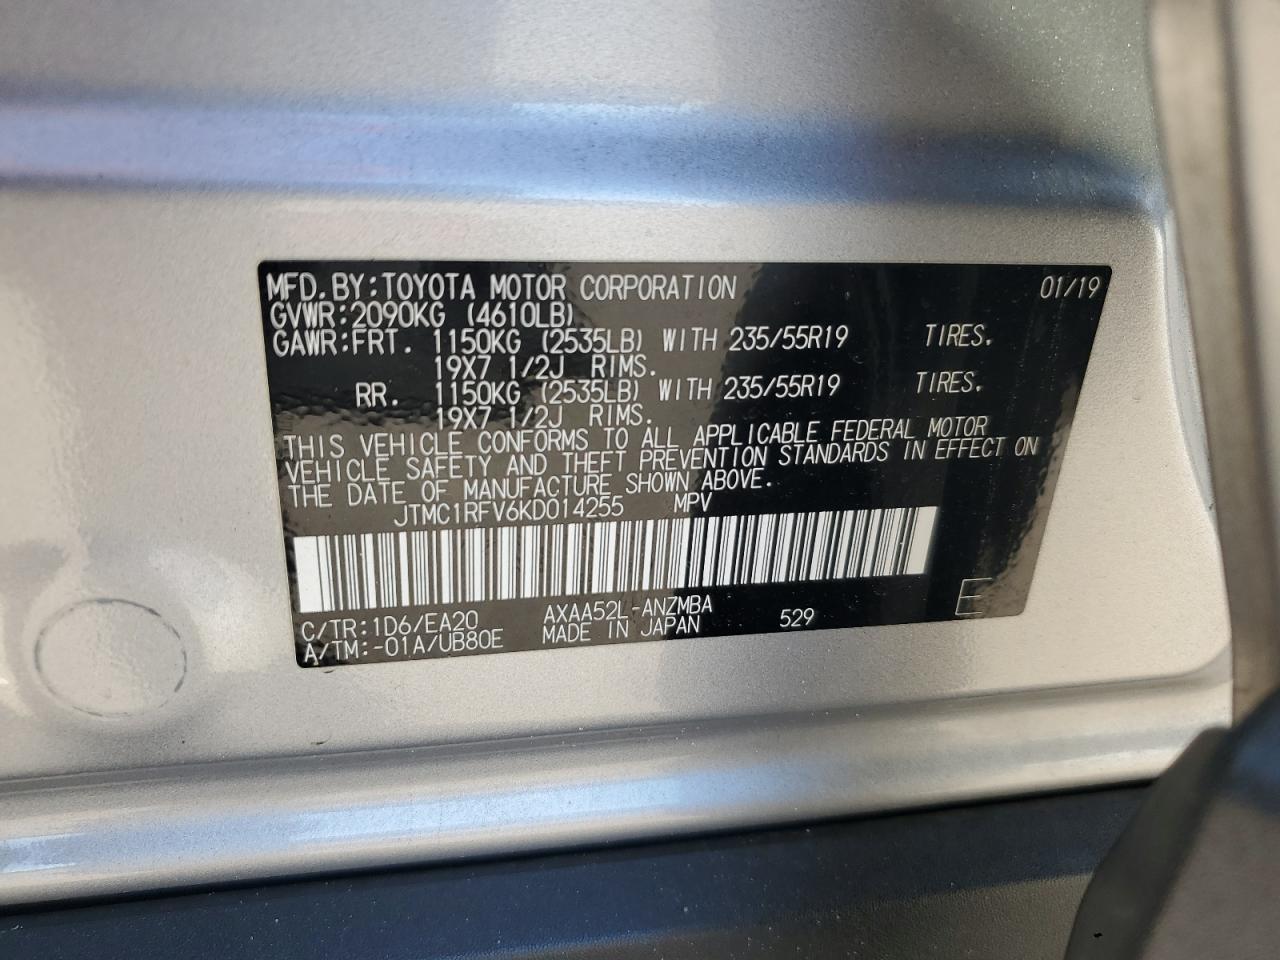 MFD. BY: TOYOTA MOTOR CORPORATION 01/19
GVWR: 2090KG (4610LB)
GAWR: FRT. 1150KG (2535LB) WITH 235/55R19 TIRES.
19X7 1/2J RIMS.
RR. 1150KG (2535LB) WITH 235/55R19 TIRES.
19X7 1/2J RIMS.
THIS VEHICLE CONFORMS TO ALL APPLICABLE FEDERAL MOTOR
VEHICLE SAFETY AND THEFT PREVENTION STANDARDS IN EFFECT ON
THE DATE OF MANUFACTURE SHOWN ABOVE.
JTMC1RFV6KD014255 MPV
C/TR: 1D6/EA20 AXAA52L-ANZMBA 529 E
A/TM: -01A/UB80E MADE IN JAPAN